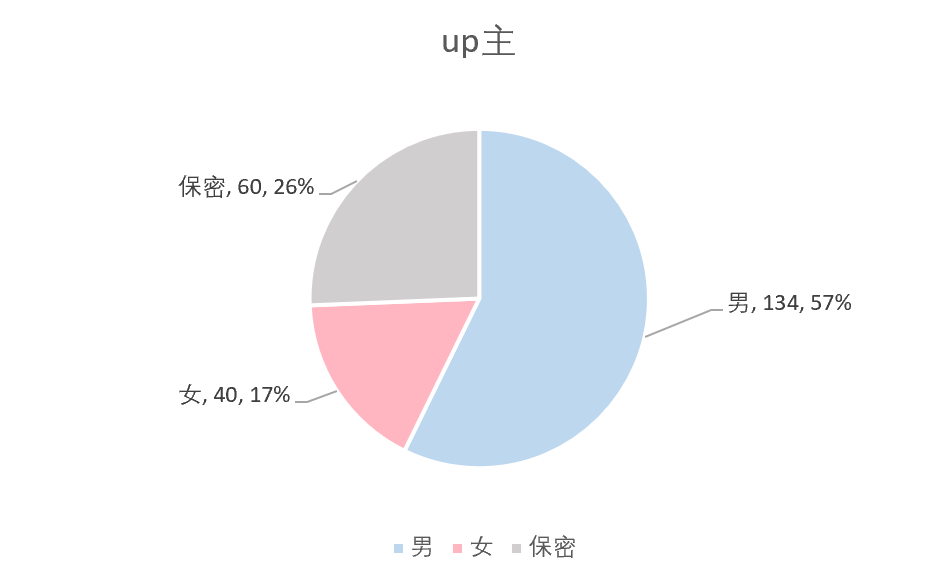 up主
保密, 60, 26%
男, 134, 57%
女, 40, 17%
男 女 保密